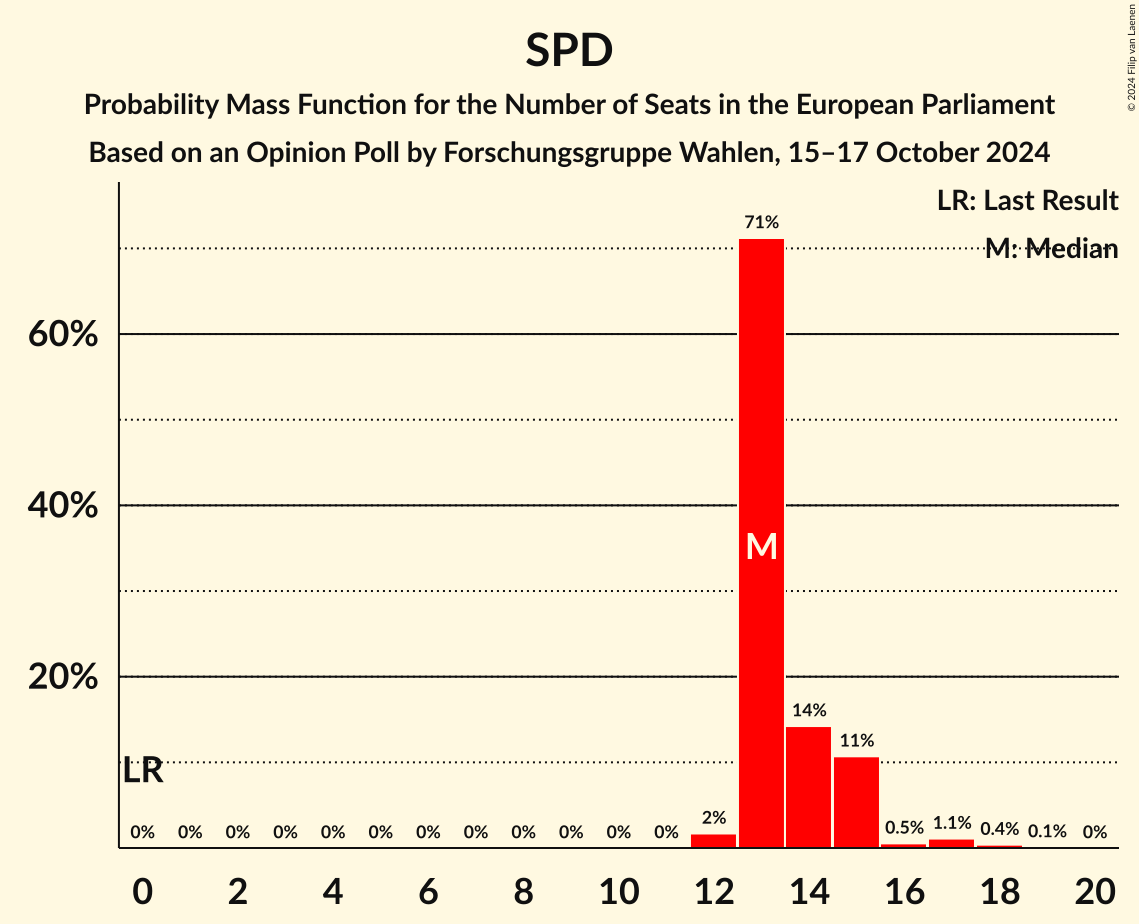 SPD
Probability Mass Function for the Number of Seats in the European Parliament
Based on an Opinion Poll by Forschungsgruppe Wahlen, 15–17 October 2024
© 2024 Filip van Laenen
LR: Last Result
M: Median
71%
60%
40%
M
20%
14%
11%
LR
0% 0% 0% 0% 0% 0% 0% 0% 0% 0% 0% 0% 2% 0.5% 1.1% 0.4% 0.1% 0%
0 2 4 6 8 10 12 14 16 18 20